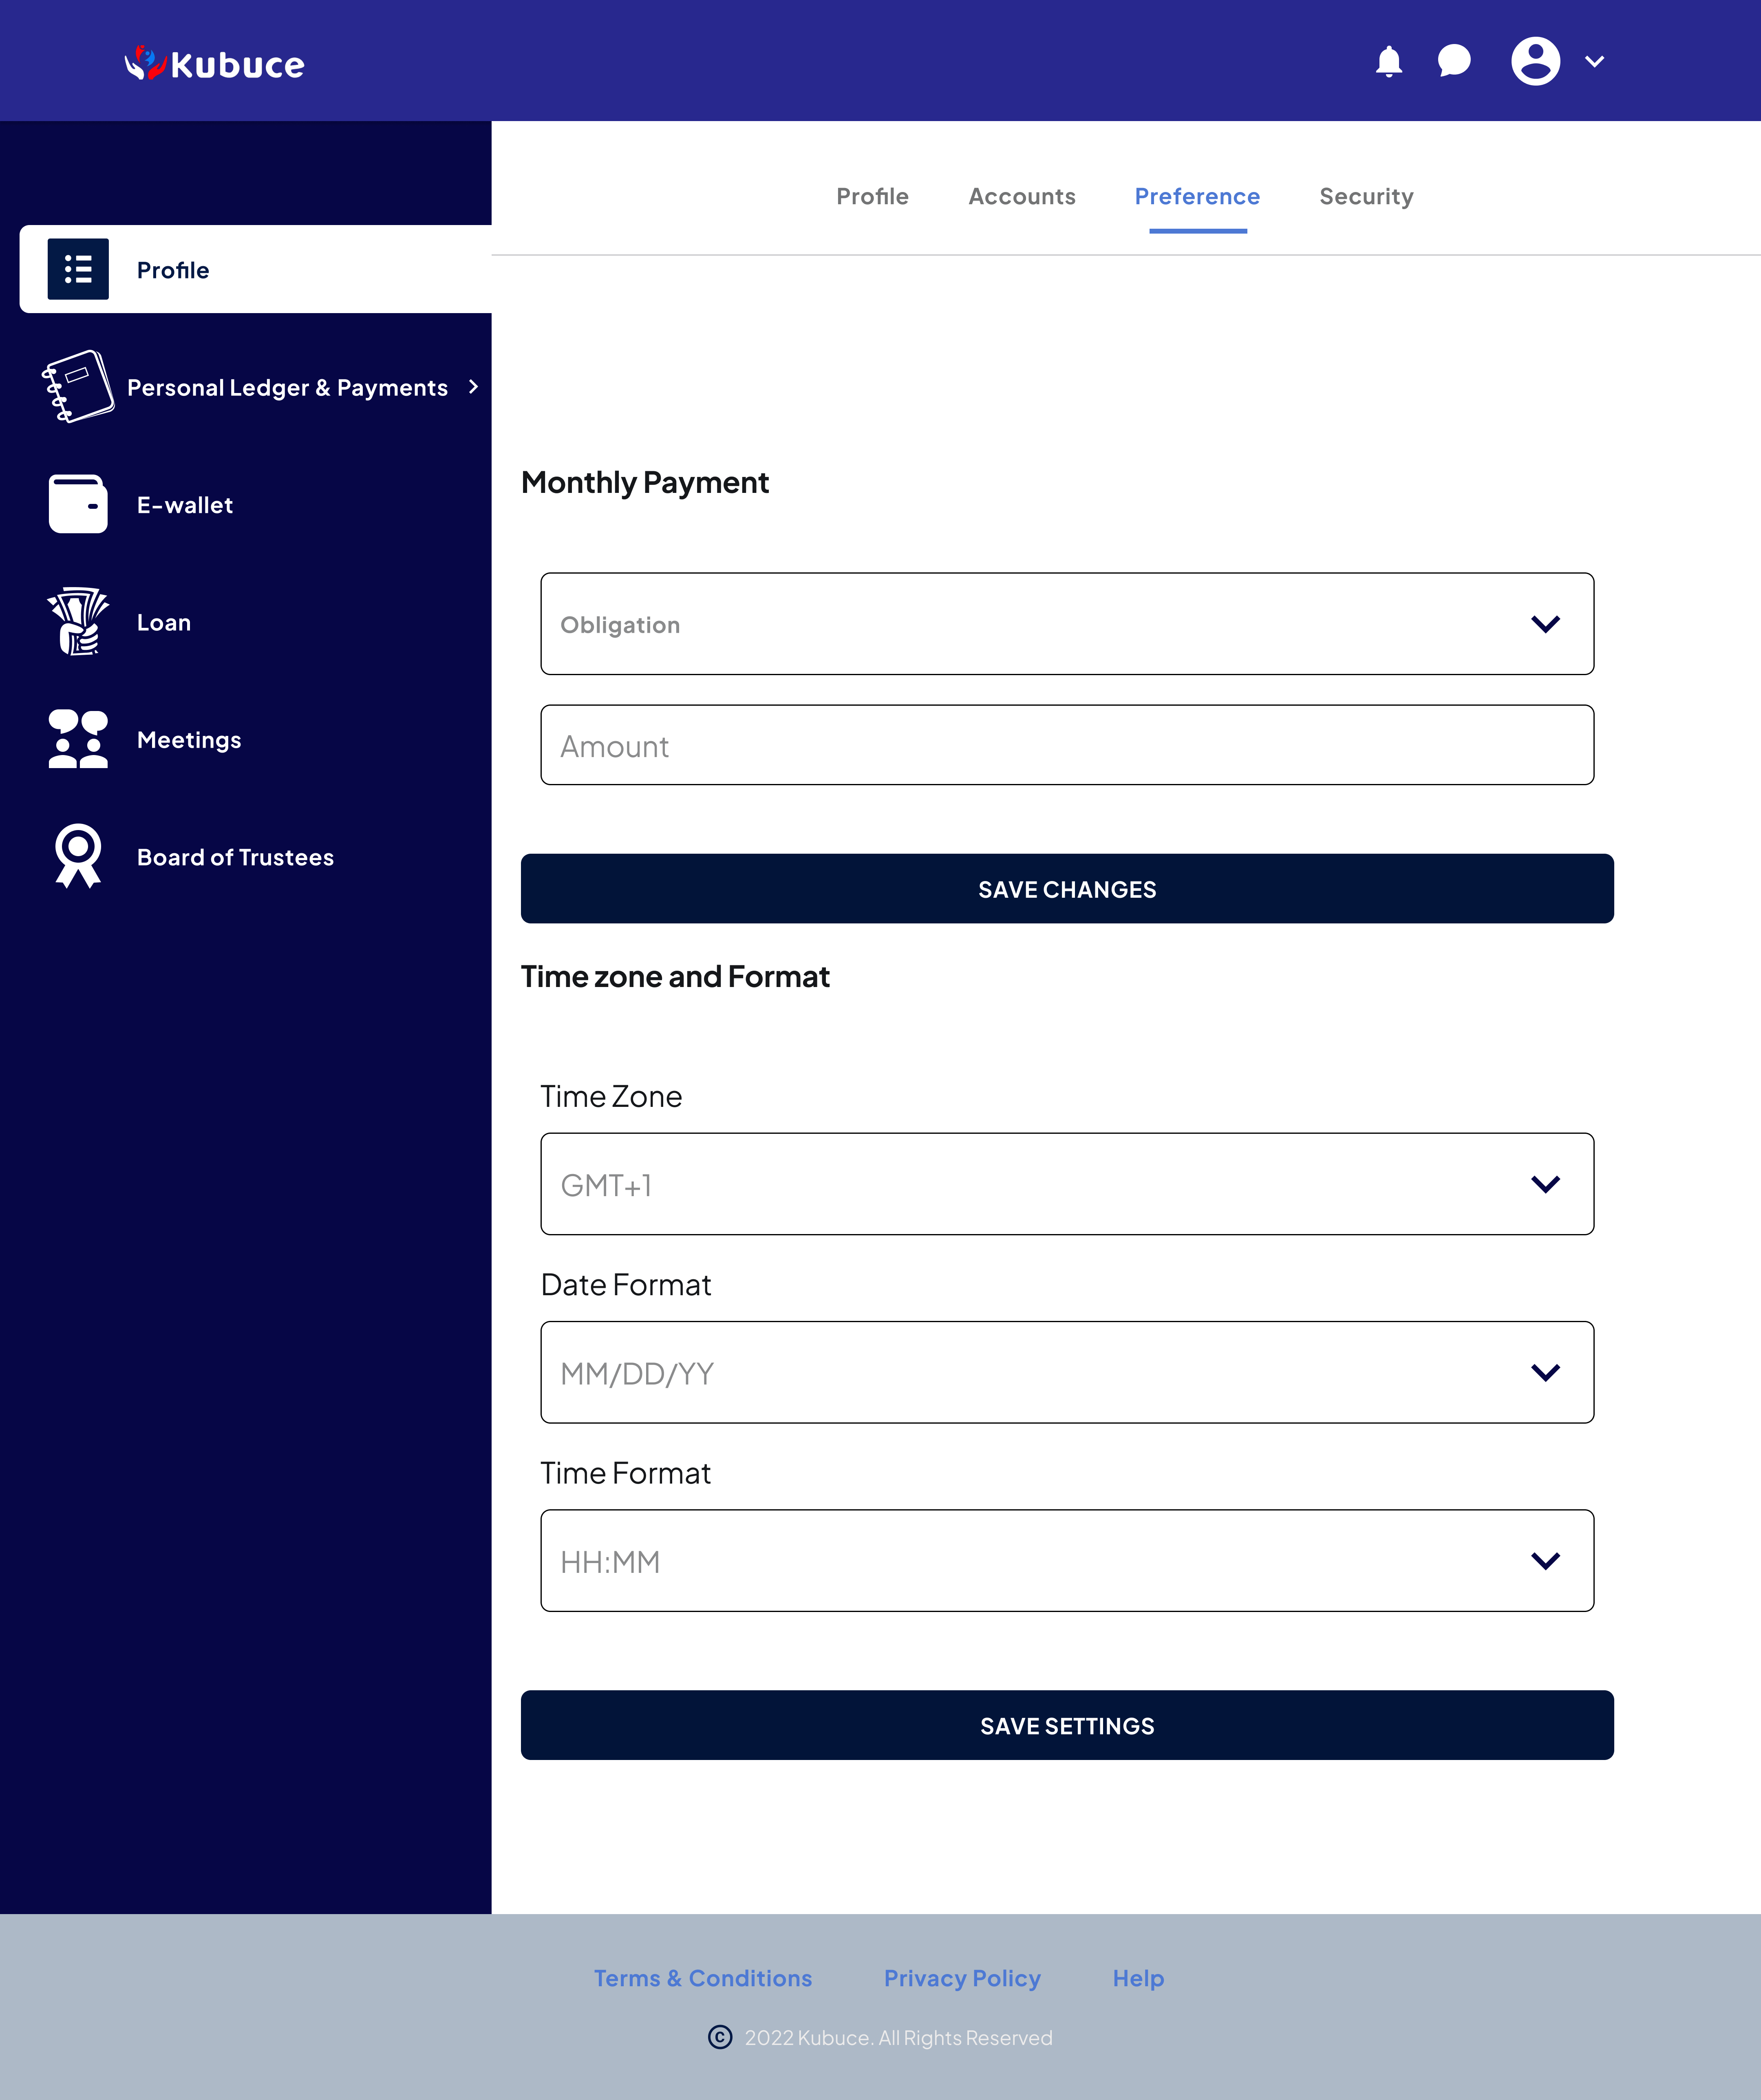 Kubuce
Profile
Accounts
Preference
Security
Profile
Personal Ledger & Payments
E-wallet
Loan
Meetings
Board of Trustees
Monthly Payment
Obligation
Amount
SAVE CHANGES
Time zone and Format
Time Zone
GMT+1
Date Format
MM/DD/YY
Time Format
HH:MM
SAVE SETTINGS
Terms & Conditions
Privacy Policy
Help
© 2022 Kubuce. All Rights Reserved